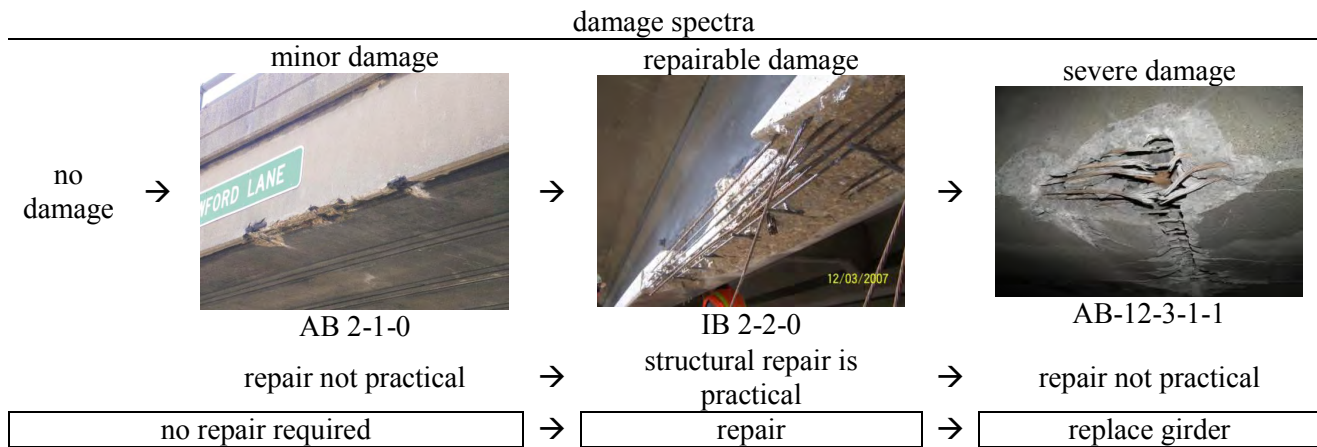 damage spectra
minor damage
repairable damage
severe damage
no
damage
→
→
→
NFORD LANE
12/03/2007
AB 2-1-0
IB 2-2-0
AB-12-3-1-1
repair not practical
→
structural repair is
practical
→
repair not practical
no repair required
→
repair
→
replace girder